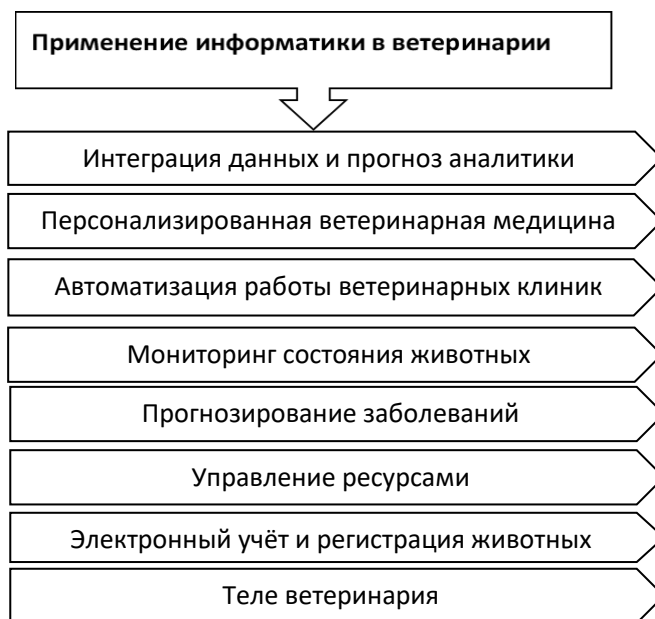 Применение информатики в ветеринарии
Интеграция данных и прогноз аналитики
Персонализированная ветеринарная медицина
Автоматизация работы ветеринарных клиник
Мониторинг состояния животных
Прогнозирование заболеваний
Управление ресурсами
Электронный учёт и регистрация животных
Теле ветеринария